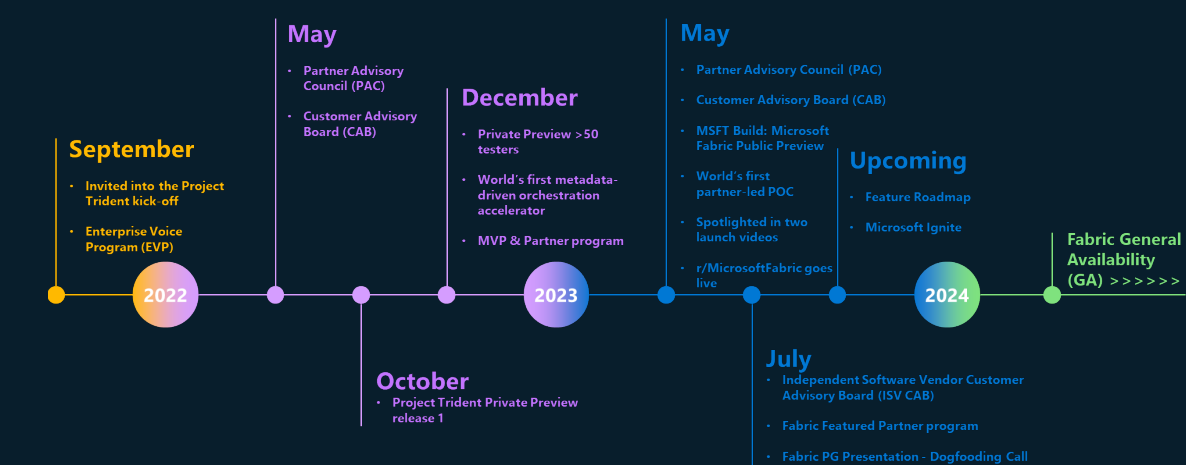 September
• Invited into the Project
Trident kick-off
• Enterprise Voice
Program (EVP)
2022
May
• Partner Advisory
Council (PAC)
• Customer Advisory
Board (CAB)
October
• Project Trident Private Preview
release 1
December
• Private Preview >50
testers
• World's first metadata-
driven orchestration
accelerator
• MVP & Partner program
2023
May
• Partner Advisory Council (PAC)
• Customer Advisory Board (CAB)
• MSFT Build: Microsoft
Fabric Public Preview
• World's first
partner-led POC
• Spotlighted in two
launch videos
• r/MicrosoftFabric goes
live
July
• Independent Software Vendor Customer
Advisory Board (ISV CAB)
• Fabric Featured Partner program
• Fabric PG Presentation - Dogfooding Call
Upcoming
• Feature Roadmap
• Microsoft Ignite
2024
Fabric General
Availability
(GA) >>>>>>